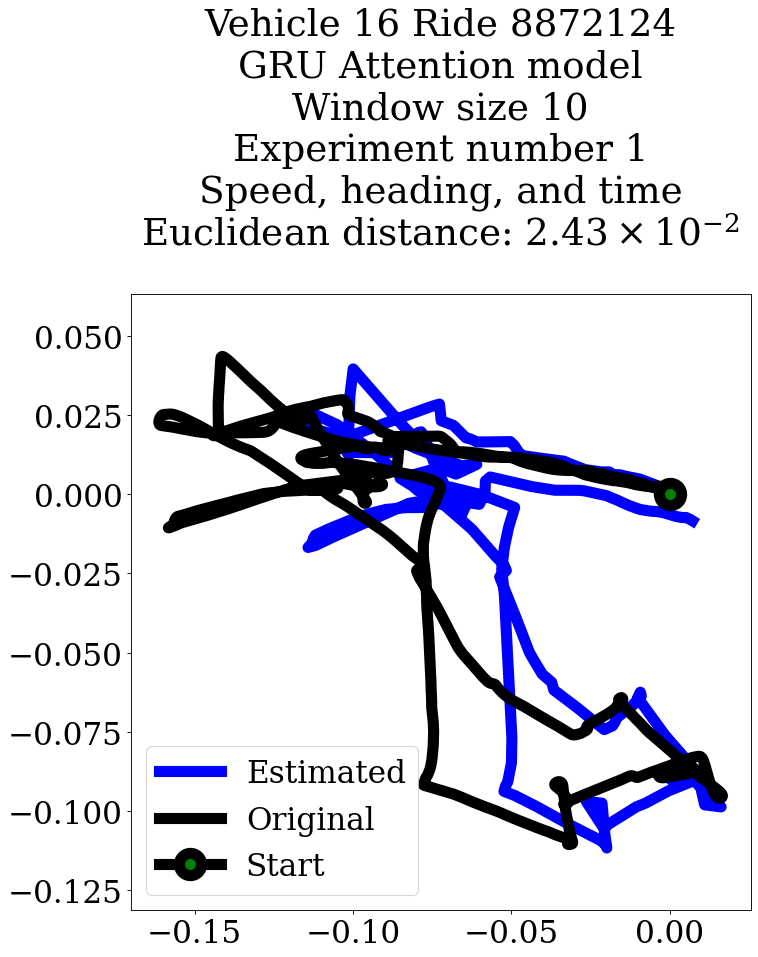 Vehicle 16 Ride 8872124
GRU Attention model
Window size 10
Experiment number 1
Speed, heading, and time
Euclidean distance: 2.43 × 10⁻²
0.050
0.025
0.000
−0.025
−0.050
−0.075
−0.100
−0.125
Estimated
Original
Start
−0.15
−0.10
−0.05
0.00